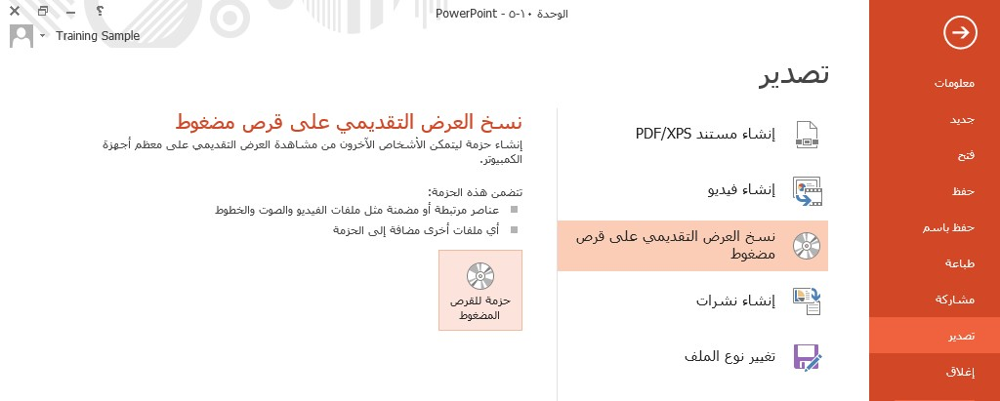 الوحدة ١٠-٥ - PowerPoint
?
Training Sample
معلومات
جديد
فتح
حفظ
حفظ باسم
طباعة
مشاركة
تصدير
إغلاق
تصدير
إنشاء مستند PDF/XPS
إنشاء فيديو
نسخ العرض التقديمي على قرص
مضغوط
إنشاء نشرات
تغيير نوع الملف
نسخ العرض التقديمي على قرص مضغوط
إنشاء حزمة ليتمكن الأشخاص الآخرون من مشاهدة العرض التقديمي على معظم أجهزة
الكمبيوتر.
تتضمن هذه الحزمة:
عناصر مرتبطة أو مضمنة مثل ملفات الفيديو والصوت والخطوط
أي ملفات أخرى مضافة إلى الحزمة
حزمة للقرص
المضغوط